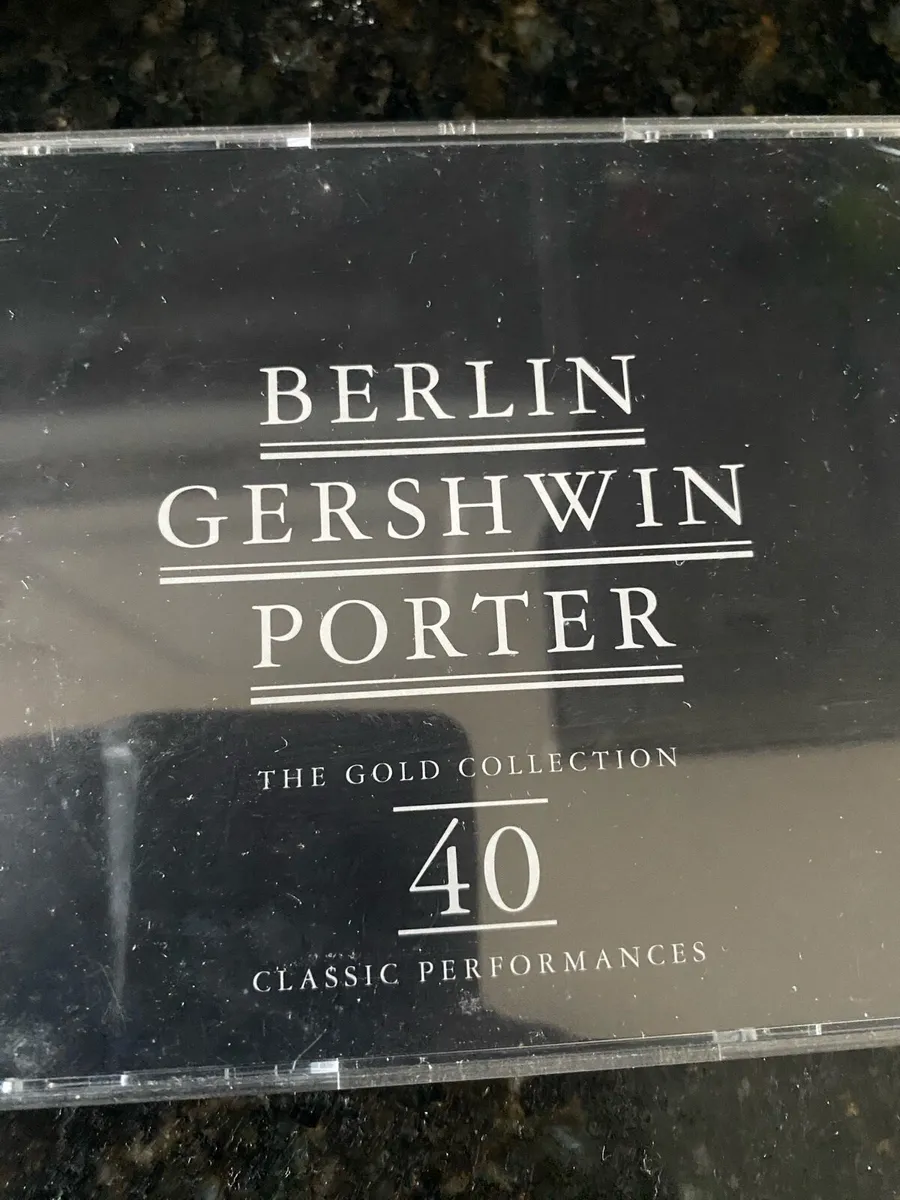 BERLIN
GERSHWIN
PORTER
THE GOLD COLLECTION
40
CLASSIC PERFORMANCES